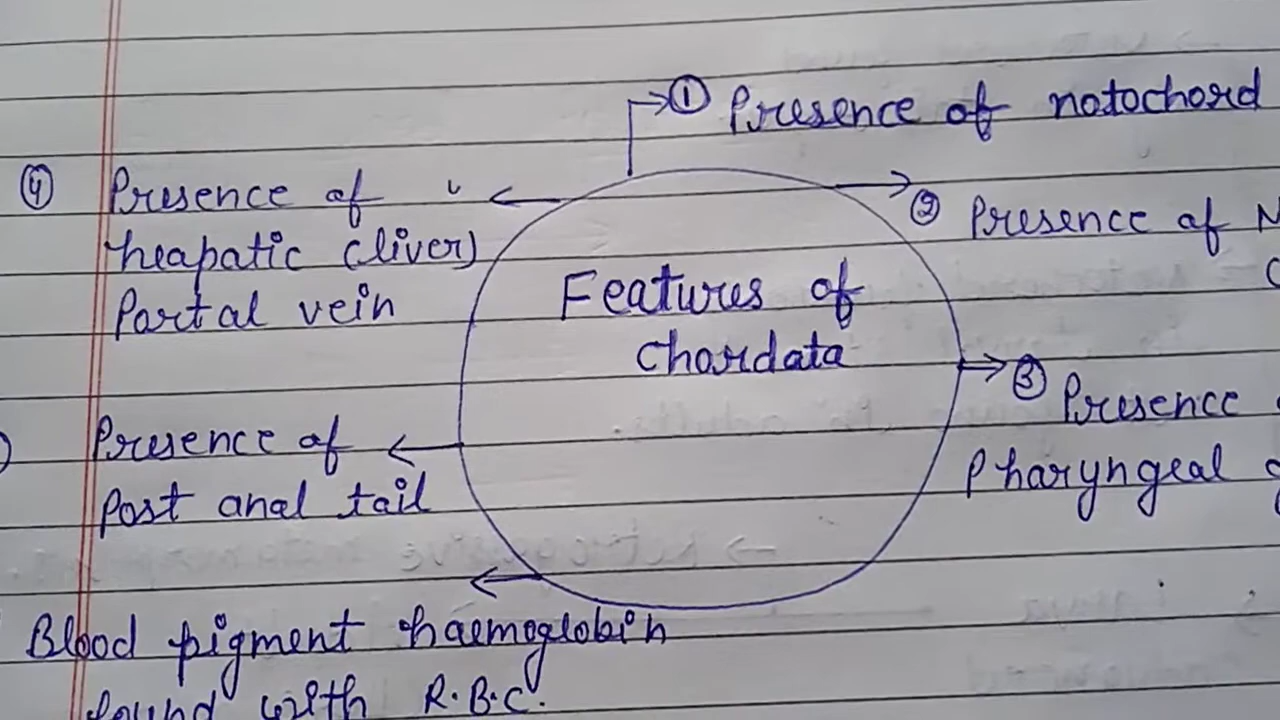 ① Presence of notochord
④ Presence of
heapatic (liver)
Portal vein
② Presence of N
Features of
Chordata
③ Presence
Pharyngeal g
Presence of
Post anal tail
Blood pigment haemoglobin
found with R.B.C.